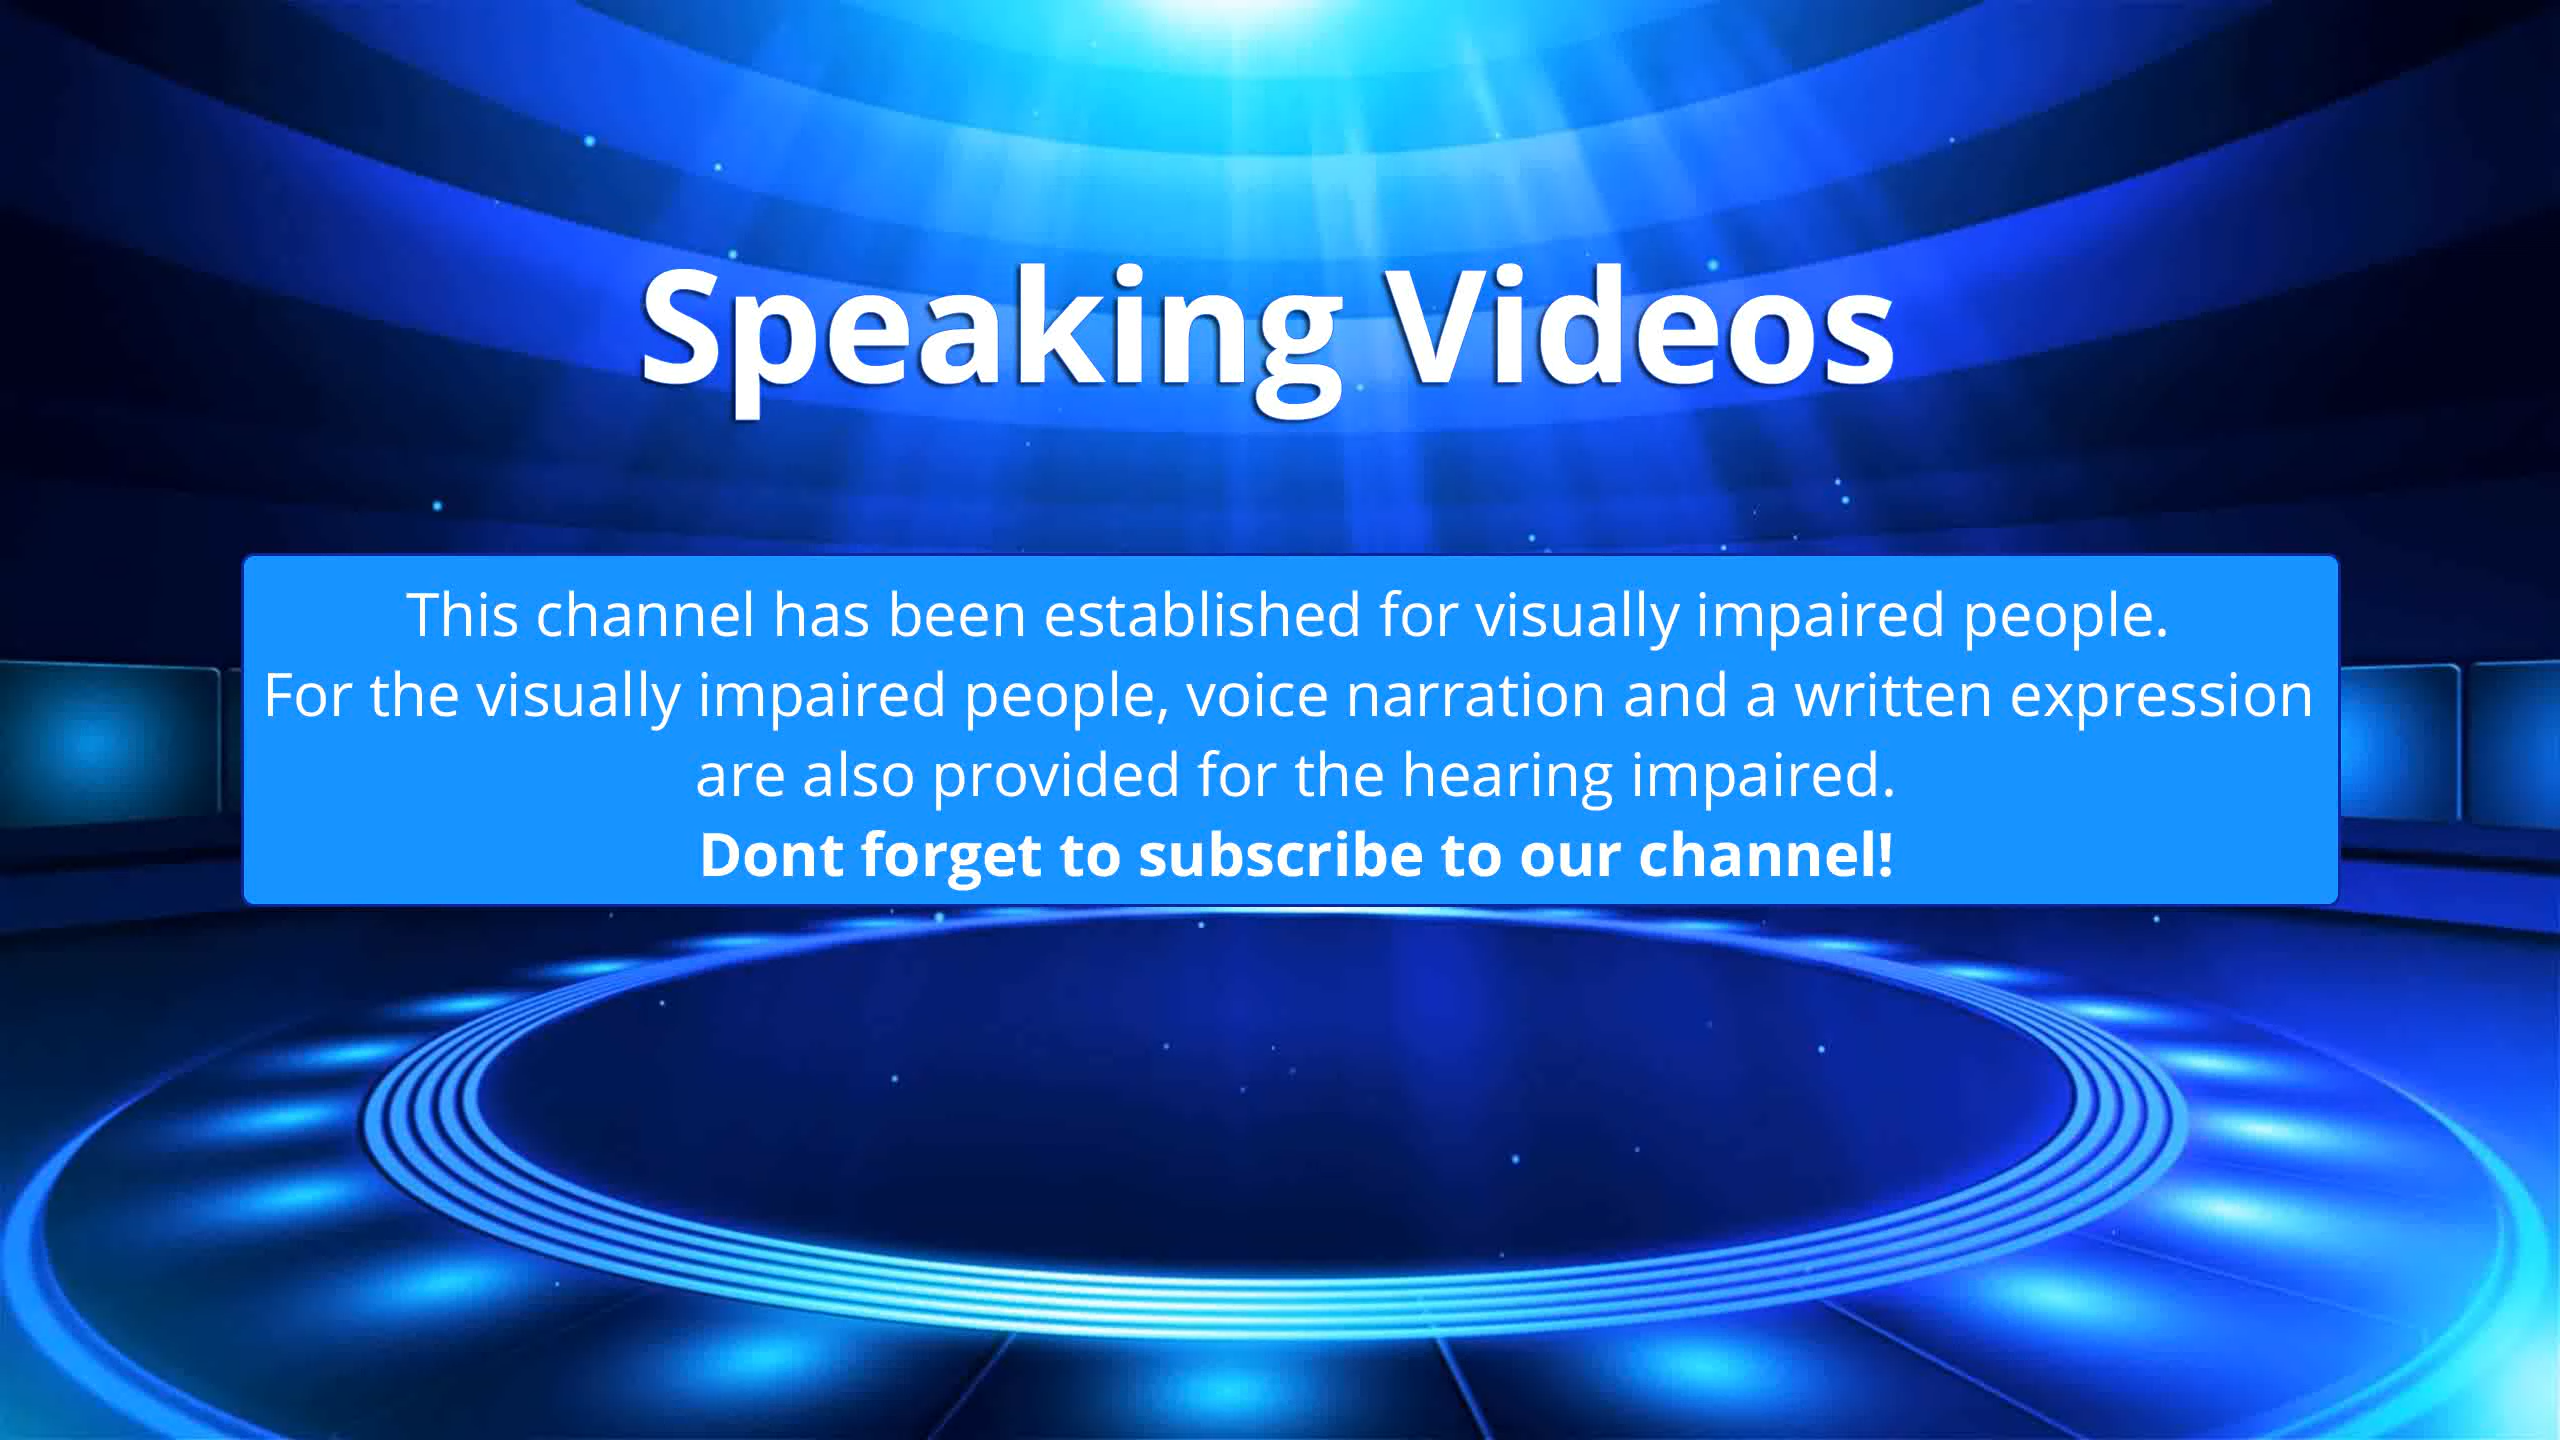 Speaking Videos
This channel has been established for visually impaired people.
For the visually impaired people, voice narration and a written expression
are also provided for the hearing impaired.
Dont forget to subscribe to our channel!